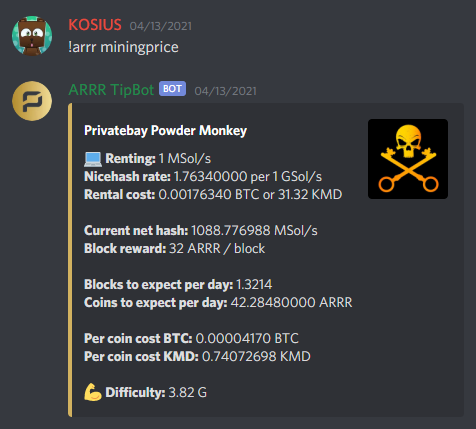 KOSIUS 04/13/2021
!arrr miningprice
ARRR TipBot BOT 04/13/2021
Privatebay Powder Monkey
Renting: 1 MSol/s
Nicehash rate: 1.76340000 per 1 GSol/s
Rental cost: 0.00176340 BTC or 31.32 KMD
Current net hash: 1088.776988 MSol/s
Block reward: 32 ARRR / block
Blocks to expect per day: 1.3214
Coins to expect per day: 42.28480000 ARRR
Per coin cost BTC: 0.00004170 BTC
Per coin cost KMD: 0.74072698 KMD
Difficulty: 3.82 G